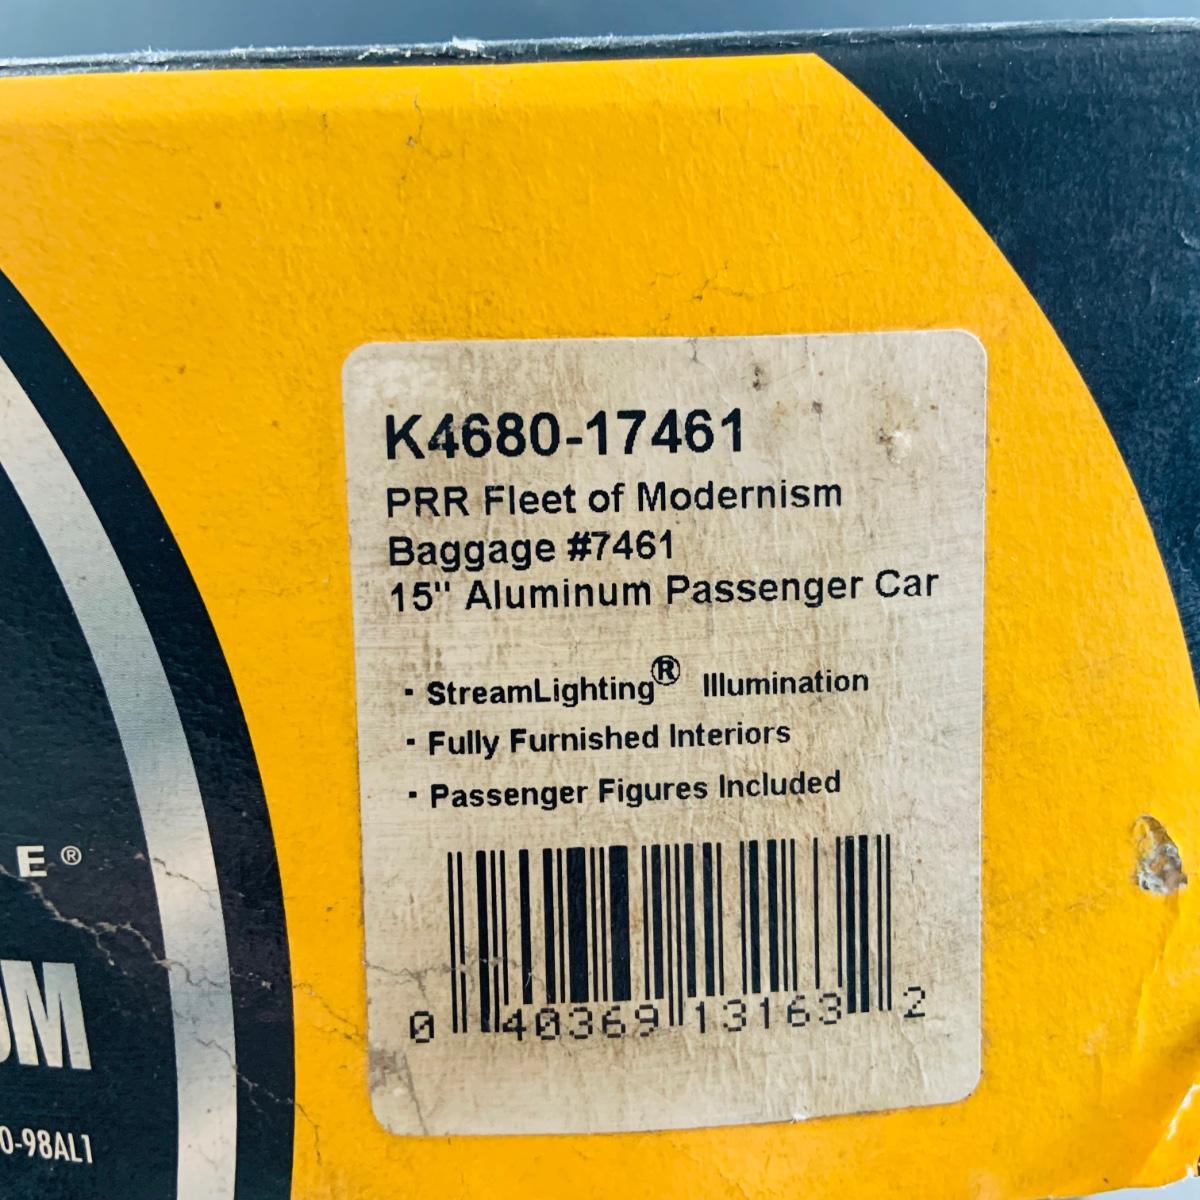 K4680-17461
PRR Fleet of Modernism
Baggage #7461
15" Aluminum Passenger Car
· StreamLighting® Illumination
· Fully Furnished Interiors
· Passenger Figures Included
0 40369 13163 2
E®
UM
0-98AL1